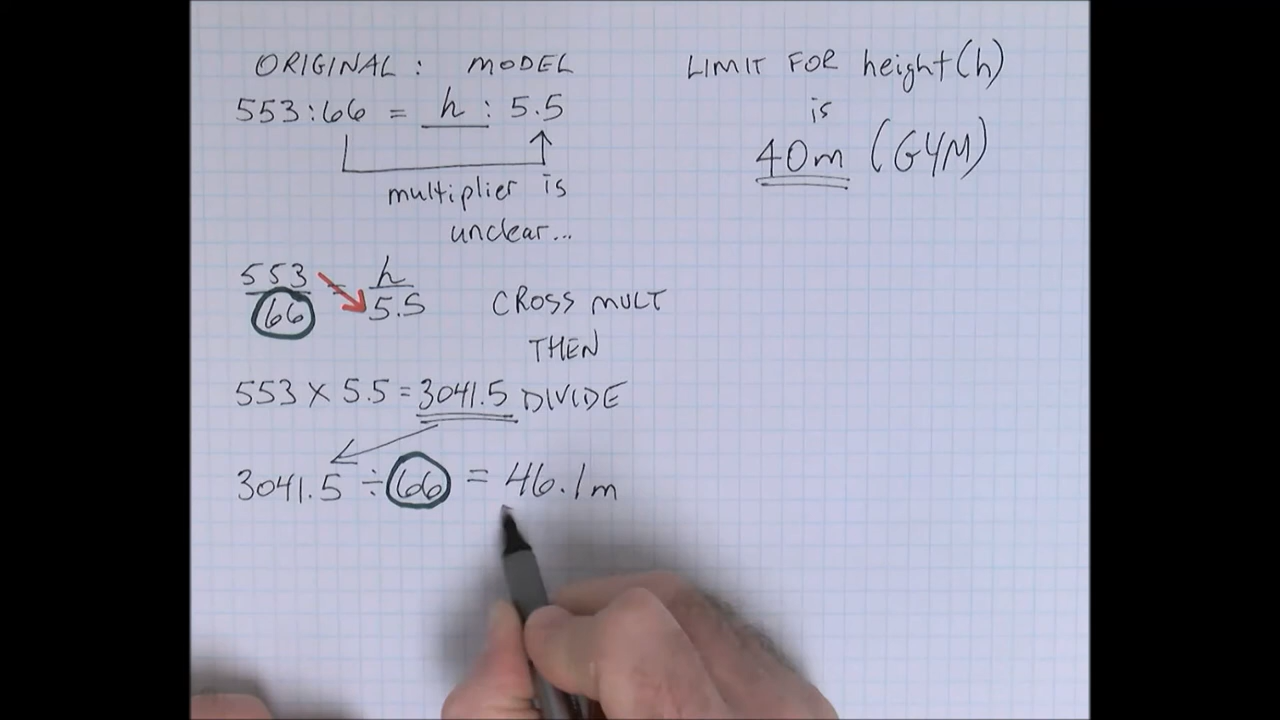 ORIGINAL : MODEL
553:66 = h : 5.5
multiplier is
unclear...
553/66 = h/5.5
CROSS MULT
THEN
DIVIDE
553 × 5.5 = 3041.5
3041.5 ÷ 66 = 46.1m
LIMIT FOR height(h)
is
40m (GYM)